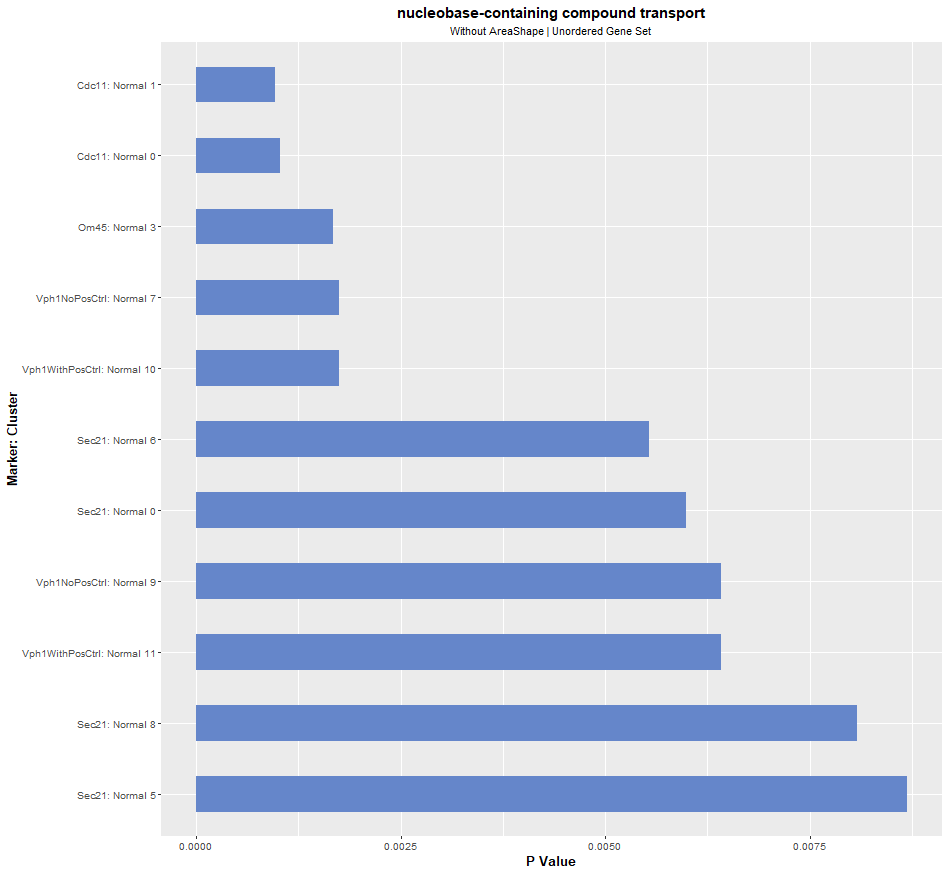 nucleobase-containing compound transport
Without AreaShape | Unordered Gene Set
Marker: Cluster
Cdc11: Normal 1
Cdc11: Normal 0
Om45: Normal 3
Vph1NoPosCtrl: Normal 7
Vph1WithPosCtrl: Normal 10
Sec21: Normal 6
Sec21: Normal 0
Vph1NoPosCtrl: Normal 9
Vph1WithPosCtrl: Normal 11
Sec21: Normal 8
Sec21: Normal 5
0.0000 0.0025 0.0050 0.0075
P Value